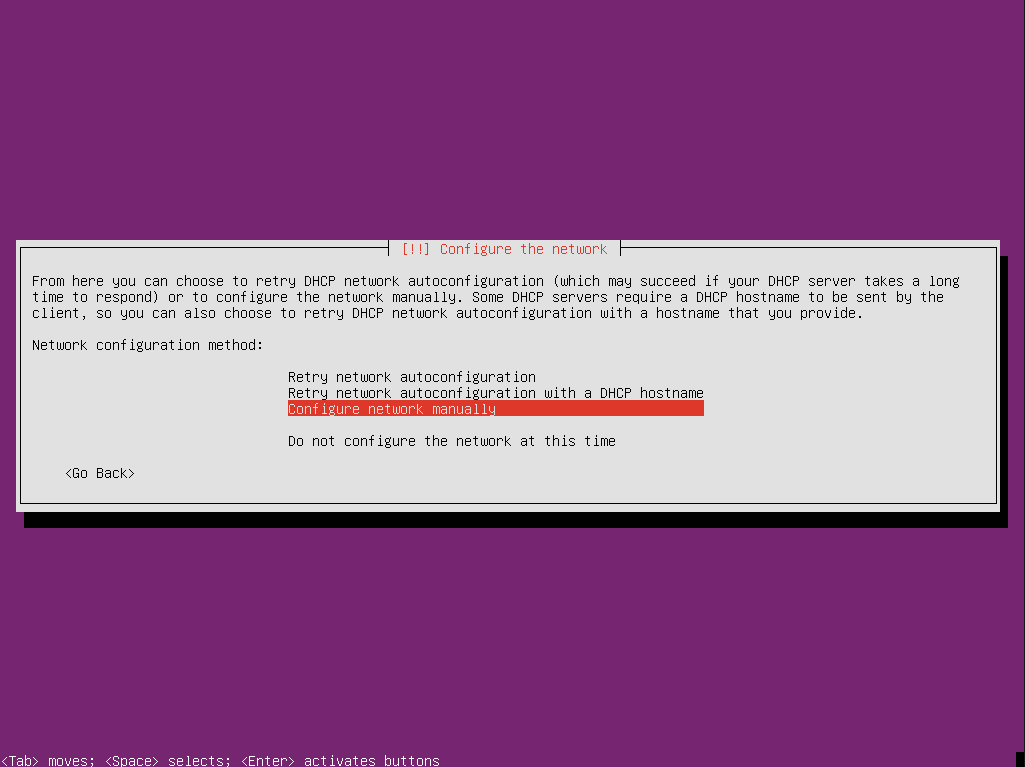 [!!] Configure the network
From here you can choose to retry DHCP network autoconfiguration (which may succeed if your DHCP server takes a long
time to respond) or to configure the network manually. Some DHCP servers require a DHCP hostname to be sent by the
client, so you can also choose to retry DHCP network autoconfiguration with a hostname that you provide.
Network configuration method:
Retry network autoconfiguration
Retry network autoconfiguration with a DHCP hostname
Configure network manually
Do not configure the network at this time
<Go Back>
<Tab> moves; <Space> selects; <Enter> activates buttons